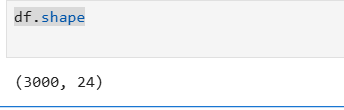 df.shape
(3000, 24)